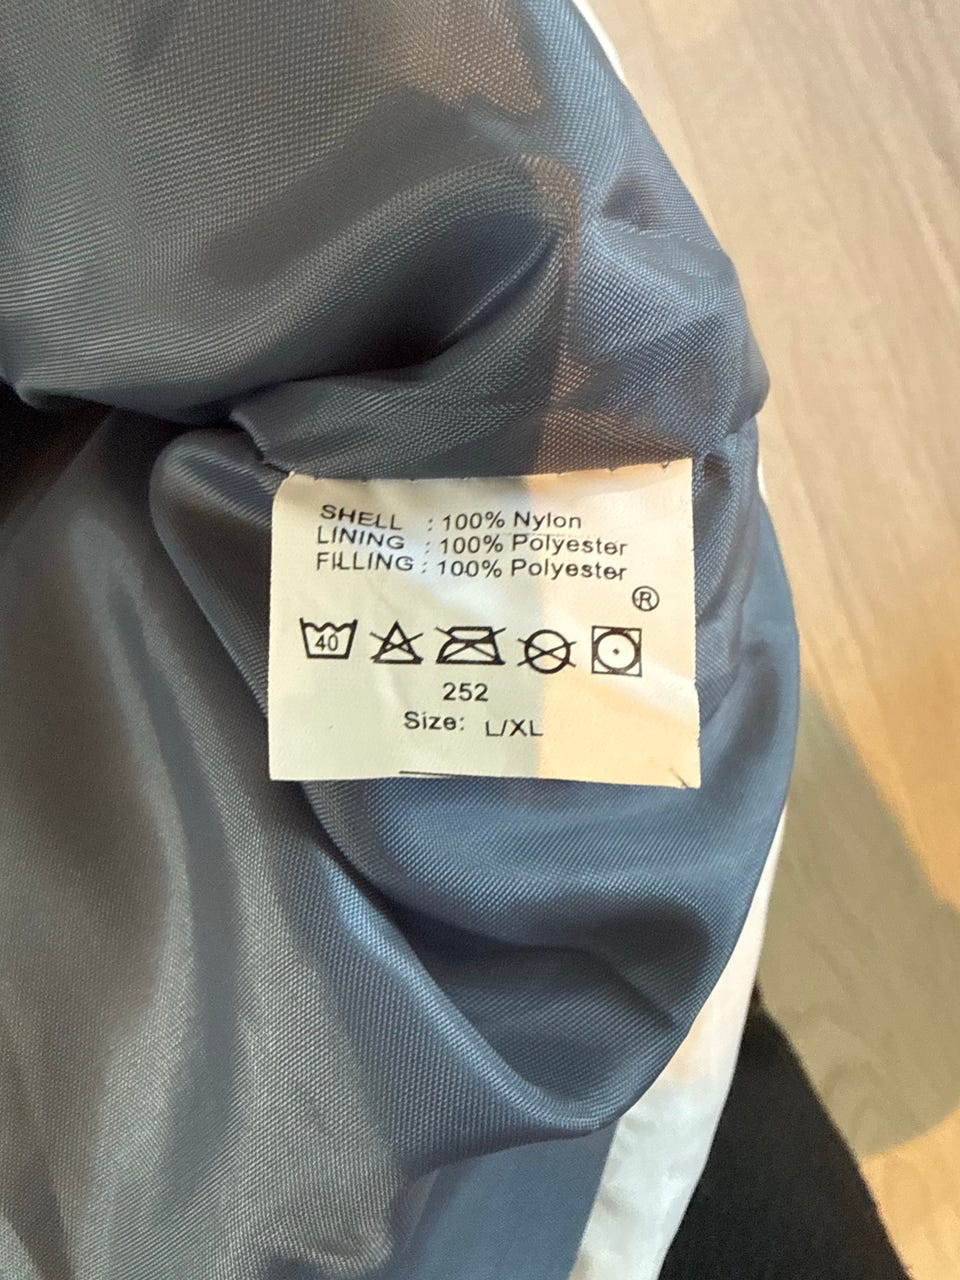 SHELL : 100% Nylon
LINING : 100% Polyester
FILLING : 100% Polyester
®
40
252
Size: L/XL